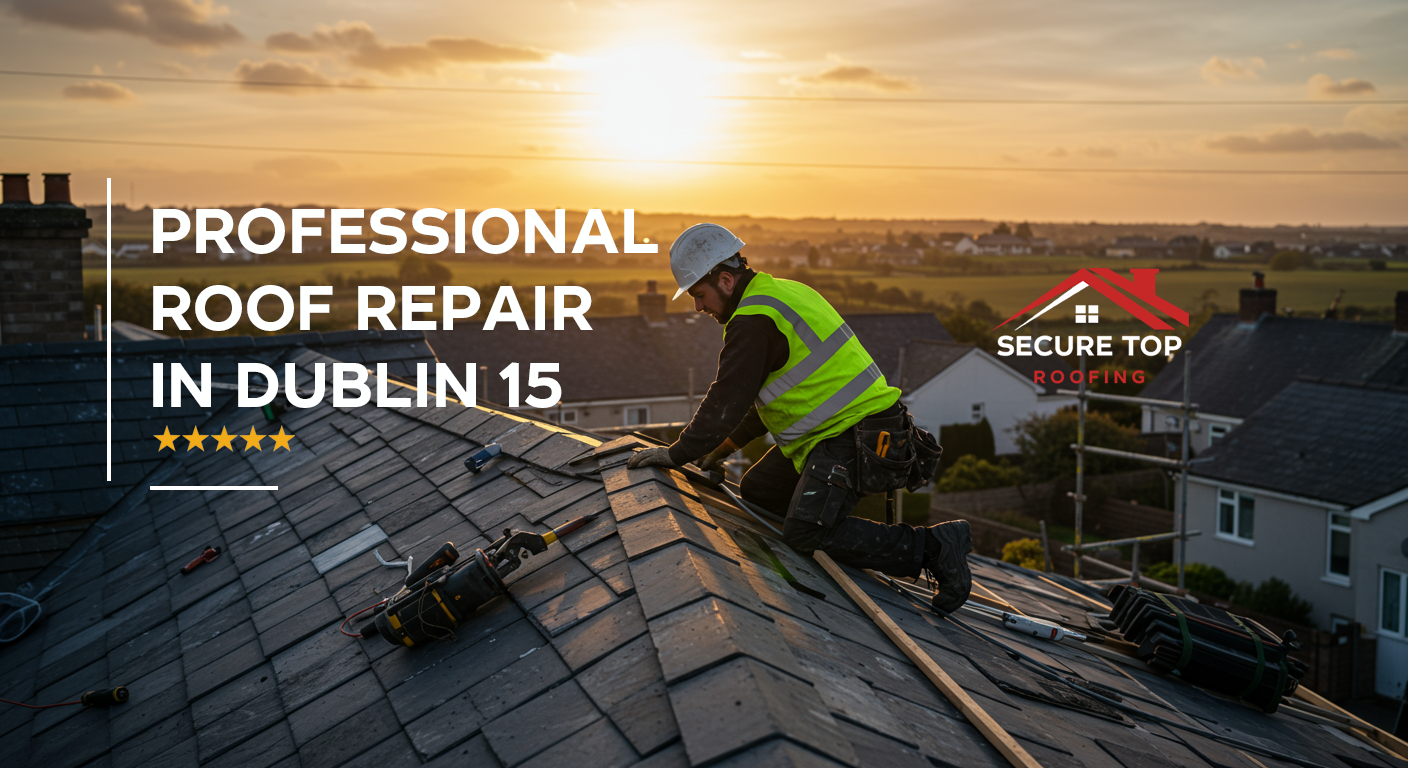 PROFESSIONAL
ROOF REPAIR
IN DUBLIN 15
SECURE TOP
ROOFING